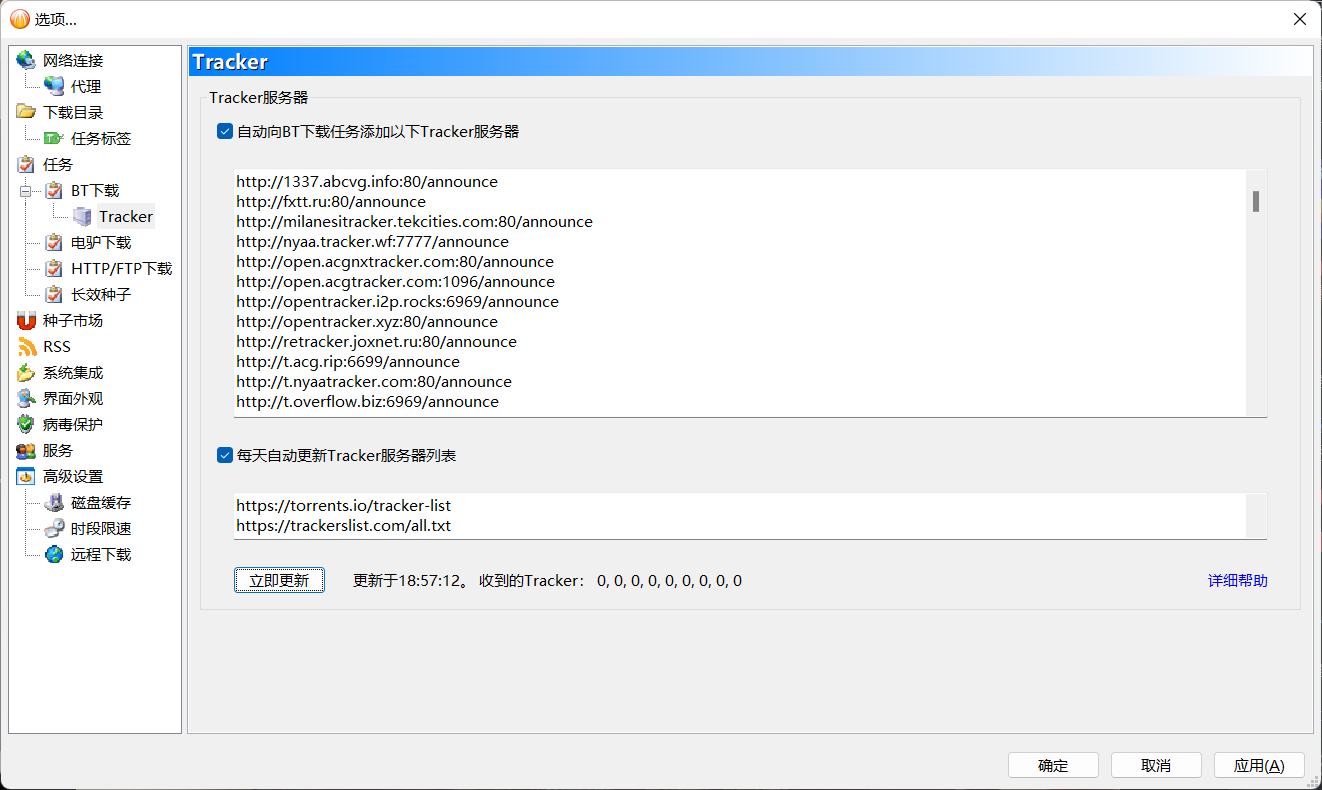 选项...
网络连接
代理
下载目录
任务标签
任务
BT下载
Tracker
电驴下载
HTTP/FTP下载
长效种子
种子市场
RSS
系统集成
界面外观
病毒保护
服务
高级设置
磁盘缓存
时段限速
远程下载
Tracker
Tracker服务器
自动向BT下载任务添加以下Tracker服务器
http://1337.abcvg.info:80/announce
http://fxtt.ru:80/announce
http://milanesitracker.tekcities.com:80/announce
http://nyaa.tracker.wf:7777/announce
http://open.acgnxtracker.com:80/announce
http://open.acgtracker.com:1096/announce
http://opentracker.i2p.rocks:6969/announce
http://opentracker.xyz:80/announce
http://retracker.joxnet.ru:80/announce
http://t.acg.rip:6699/announce
http://t.nyaatracker.com:80/announce
http://t.overflow.biz:6969/announce
每天自动更新Tracker服务器列表
https://torrents.io/tracker-list
https://trackerslist.com/all.txt
立即更新 更新于18:57:12。 收到的Tracker： 0, 0, 0, 0, 0, 0, 0, 0, 0 详细帮助
确定 取消 应用(A)